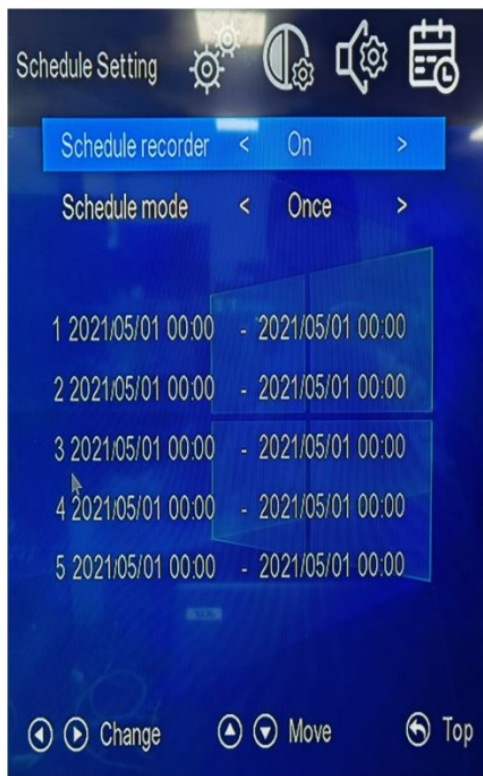 Schedule Setting
Schedule recorder < On >
Schedule mode < Once >
1 2021/05/01 00:00 - 2021/05/01 00:00
2 2021/05/01 00:00 - 2021/05/01 00:00
3 2021/05/01 00:00 - 2021/05/01 00:00
4 2021/05/01 00:00 - 2021/05/01 00:00
5 2021/05/01 00:00 - 2021/05/01 00:00
Change Move Top